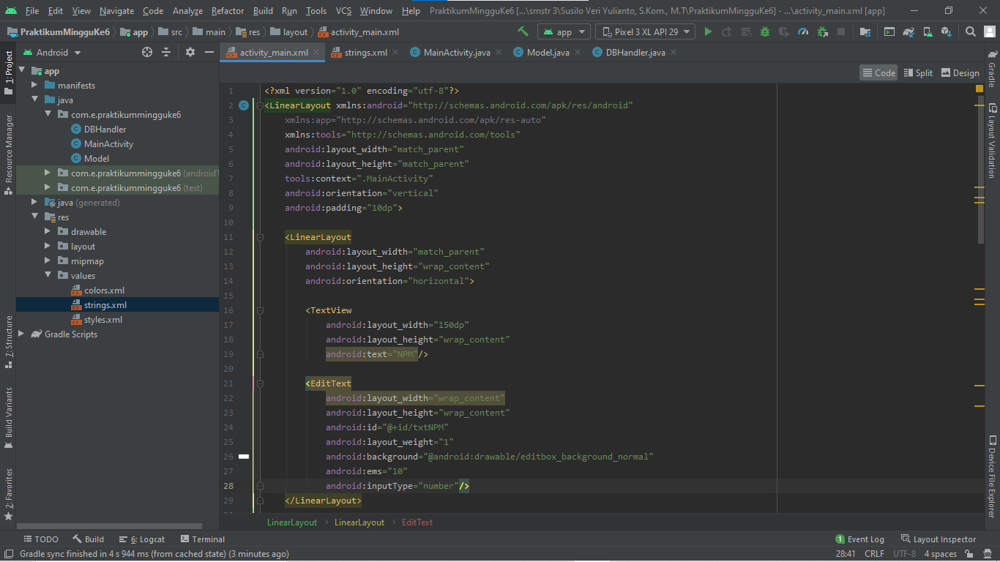 File Edit View Navigate Code Analyze Refactor Build Run Tools VCS Window Help PraktikumMingguKe6 [...\smstr 3\Susilo Veri Yulianto, S.Kom., M.T\PraktikumMingguKe6] - ...\activity_main.xml [app]
PraktikumMingguKe6 app src main res layout activity_main.xml app Pixel 3 XL API 29
1: Project
Resource Manager
7: Structure
Build Variants
2: Favorites
Android
app
manifests
java
com.e.praktikummingguke6
DBHandler
MainActivity
Model
com.e.praktikummingguke6 (androidT
com.e.praktikummingguke6 (test)
java (generated)
res
drawable
layout
mipmap
values
colors.xml
strings.xml
styles.xml
Gradle Scripts
activity_main.xml strings.xml MainActivity.java Model.java DBHandler.java
Code Split Design
1 <?xml version="1.0" encoding="utf-8"?>
2 <LinearLayout xmlns:android="http://schemas.android.com/apk/res/android"
3 xmlns:app="http://schemas.android.com/apk/res-auto"
4 xmlns:tools="http://schemas.android.com/tools"
5 android:layout_width="match_parent"
6 android:layout_height="match_parent"
7 tools:context=".MainActivity"
8 android:orientation="vertical"
9 android:padding="10dp">
10
11 <LinearLayout
12 android:layout_width="match_parent"
13 android:layout_height="wrap_content"
14 android:orientation="horizontal">
15
16 <TextView
17 android:layout_width="150dp"
18 android:layout_height="wrap_content"
19 android:text="NPM"/>
20
21 <EditText
22 android:layout_width="wrap_content"
23 android:layout_height="wrap_content"
24 android:id="@+id/txtNPM"
25 android:layout_weight="1"
26 android:background="@android:drawable/editbox_background_normal"
27 android:ems="10"
28 android:inputType="number"/>
29 </LinearLayout>
LinearLayout LinearLayout EditText
Gradle
Layout Validation
Device File Explorer
TODO Build 6: Logcat Terminal 1 Event Log Layout Inspector
Gradle sync finished in 4 s 944 ms (from cached state) (3 minutes ago) 28:41 CRLF UTF-8 4 spaces